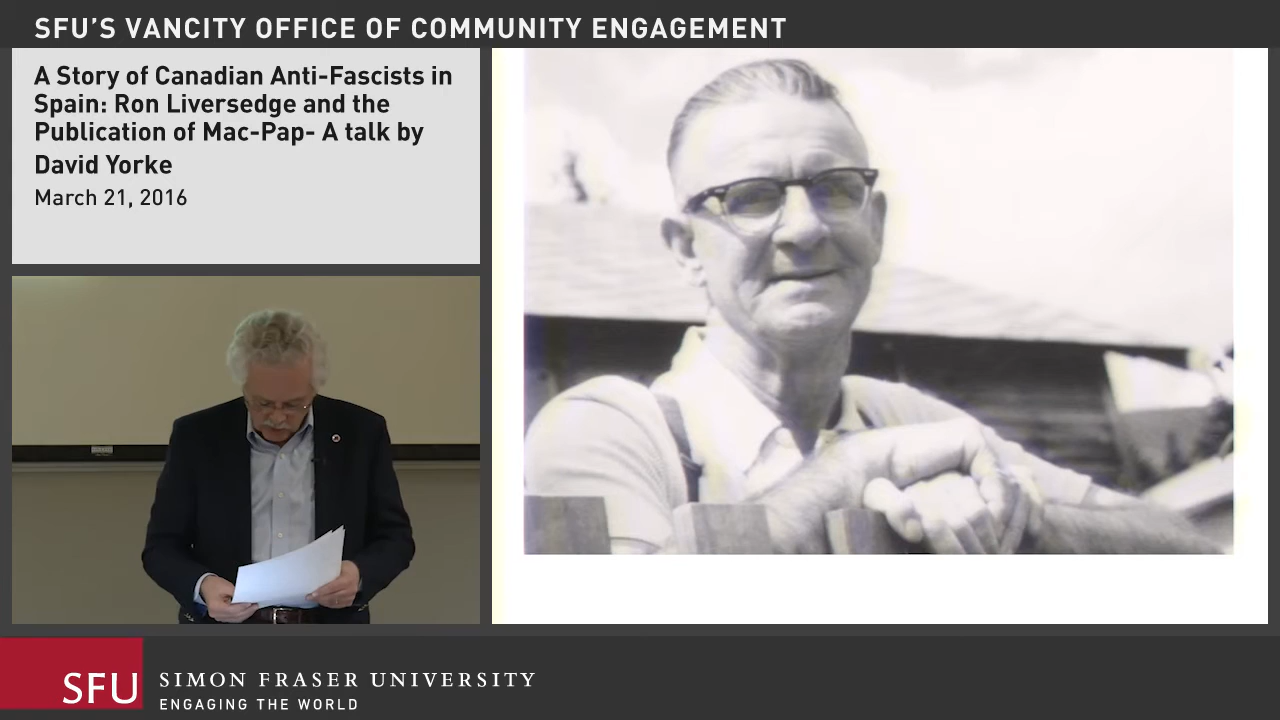 SFU'S VANCITY OFFICE OF COMMUNITY ENGAGEMENT
A Story of Canadian Anti-Fascists in
Spain: Ron Liversedge and the
Publication of Mac-Pap- A talk by
David Yorke
March 21, 2016
SFU
SIMON FRASER UNIVERSITY
ENGAGING THE WORLD